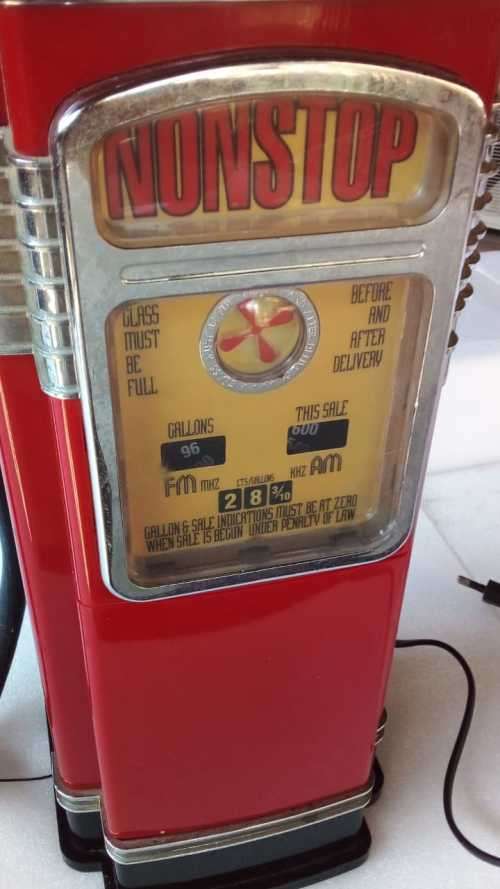 NONSTOP
GLASS
MUST
BE
FULL
BEFORE
AND
AFTER
DELIVERY
GALLONS
THIS SALE
96
600
FM MHZ
KHZ AM
CTS/GALLONS
2 8 3/10
GALLON & SALE INDICATIONS MUST BE AT ZERO
WHEN SALE IS BEGUN UNDER PENALTY OF LAW